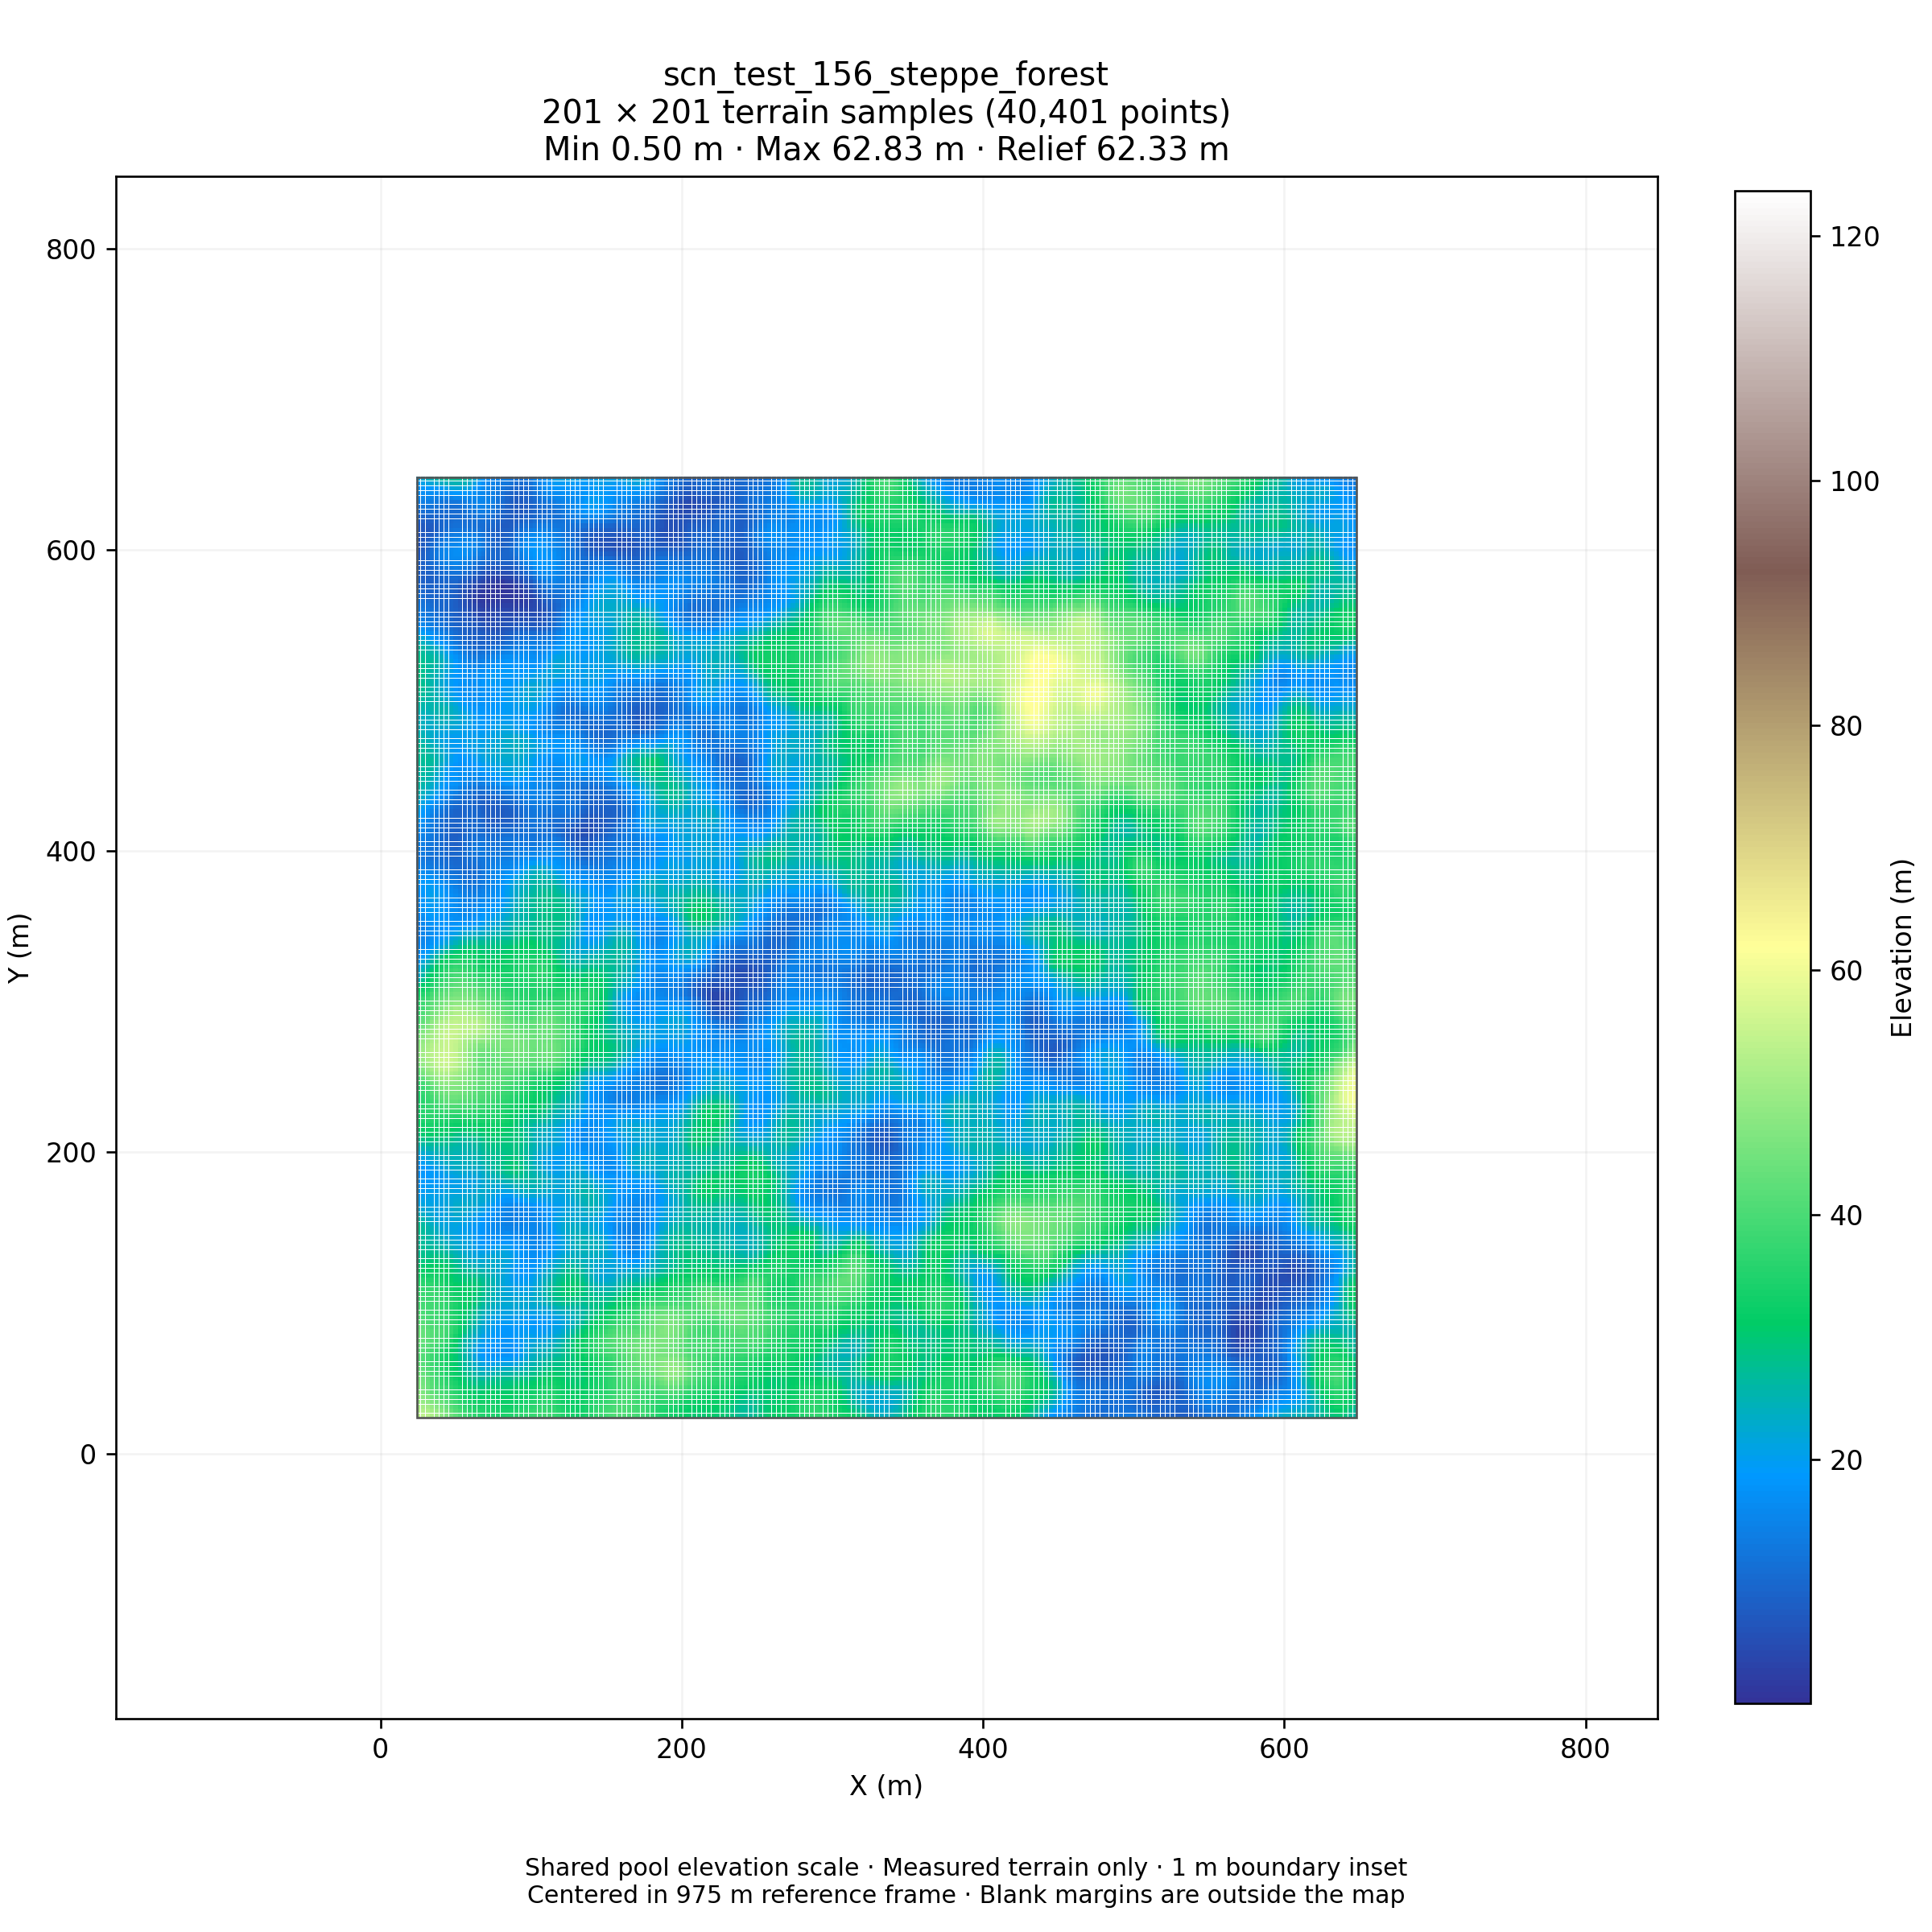 scn_test_156_steppe_forest
201 × 201 terrain samples (40,401 points)
Min 0.50 m · Max 62.83 m · Relief 62.33 m
800
600
400
200
0
Y (m)
0
200
400
600
800
X (m)
120
100
80
60
40
20
Elevation (m)
Shared pool elevation scale · Measured terrain only · 1 m boundary inset
Centered in 975 m reference frame · Blank margins are outside the map